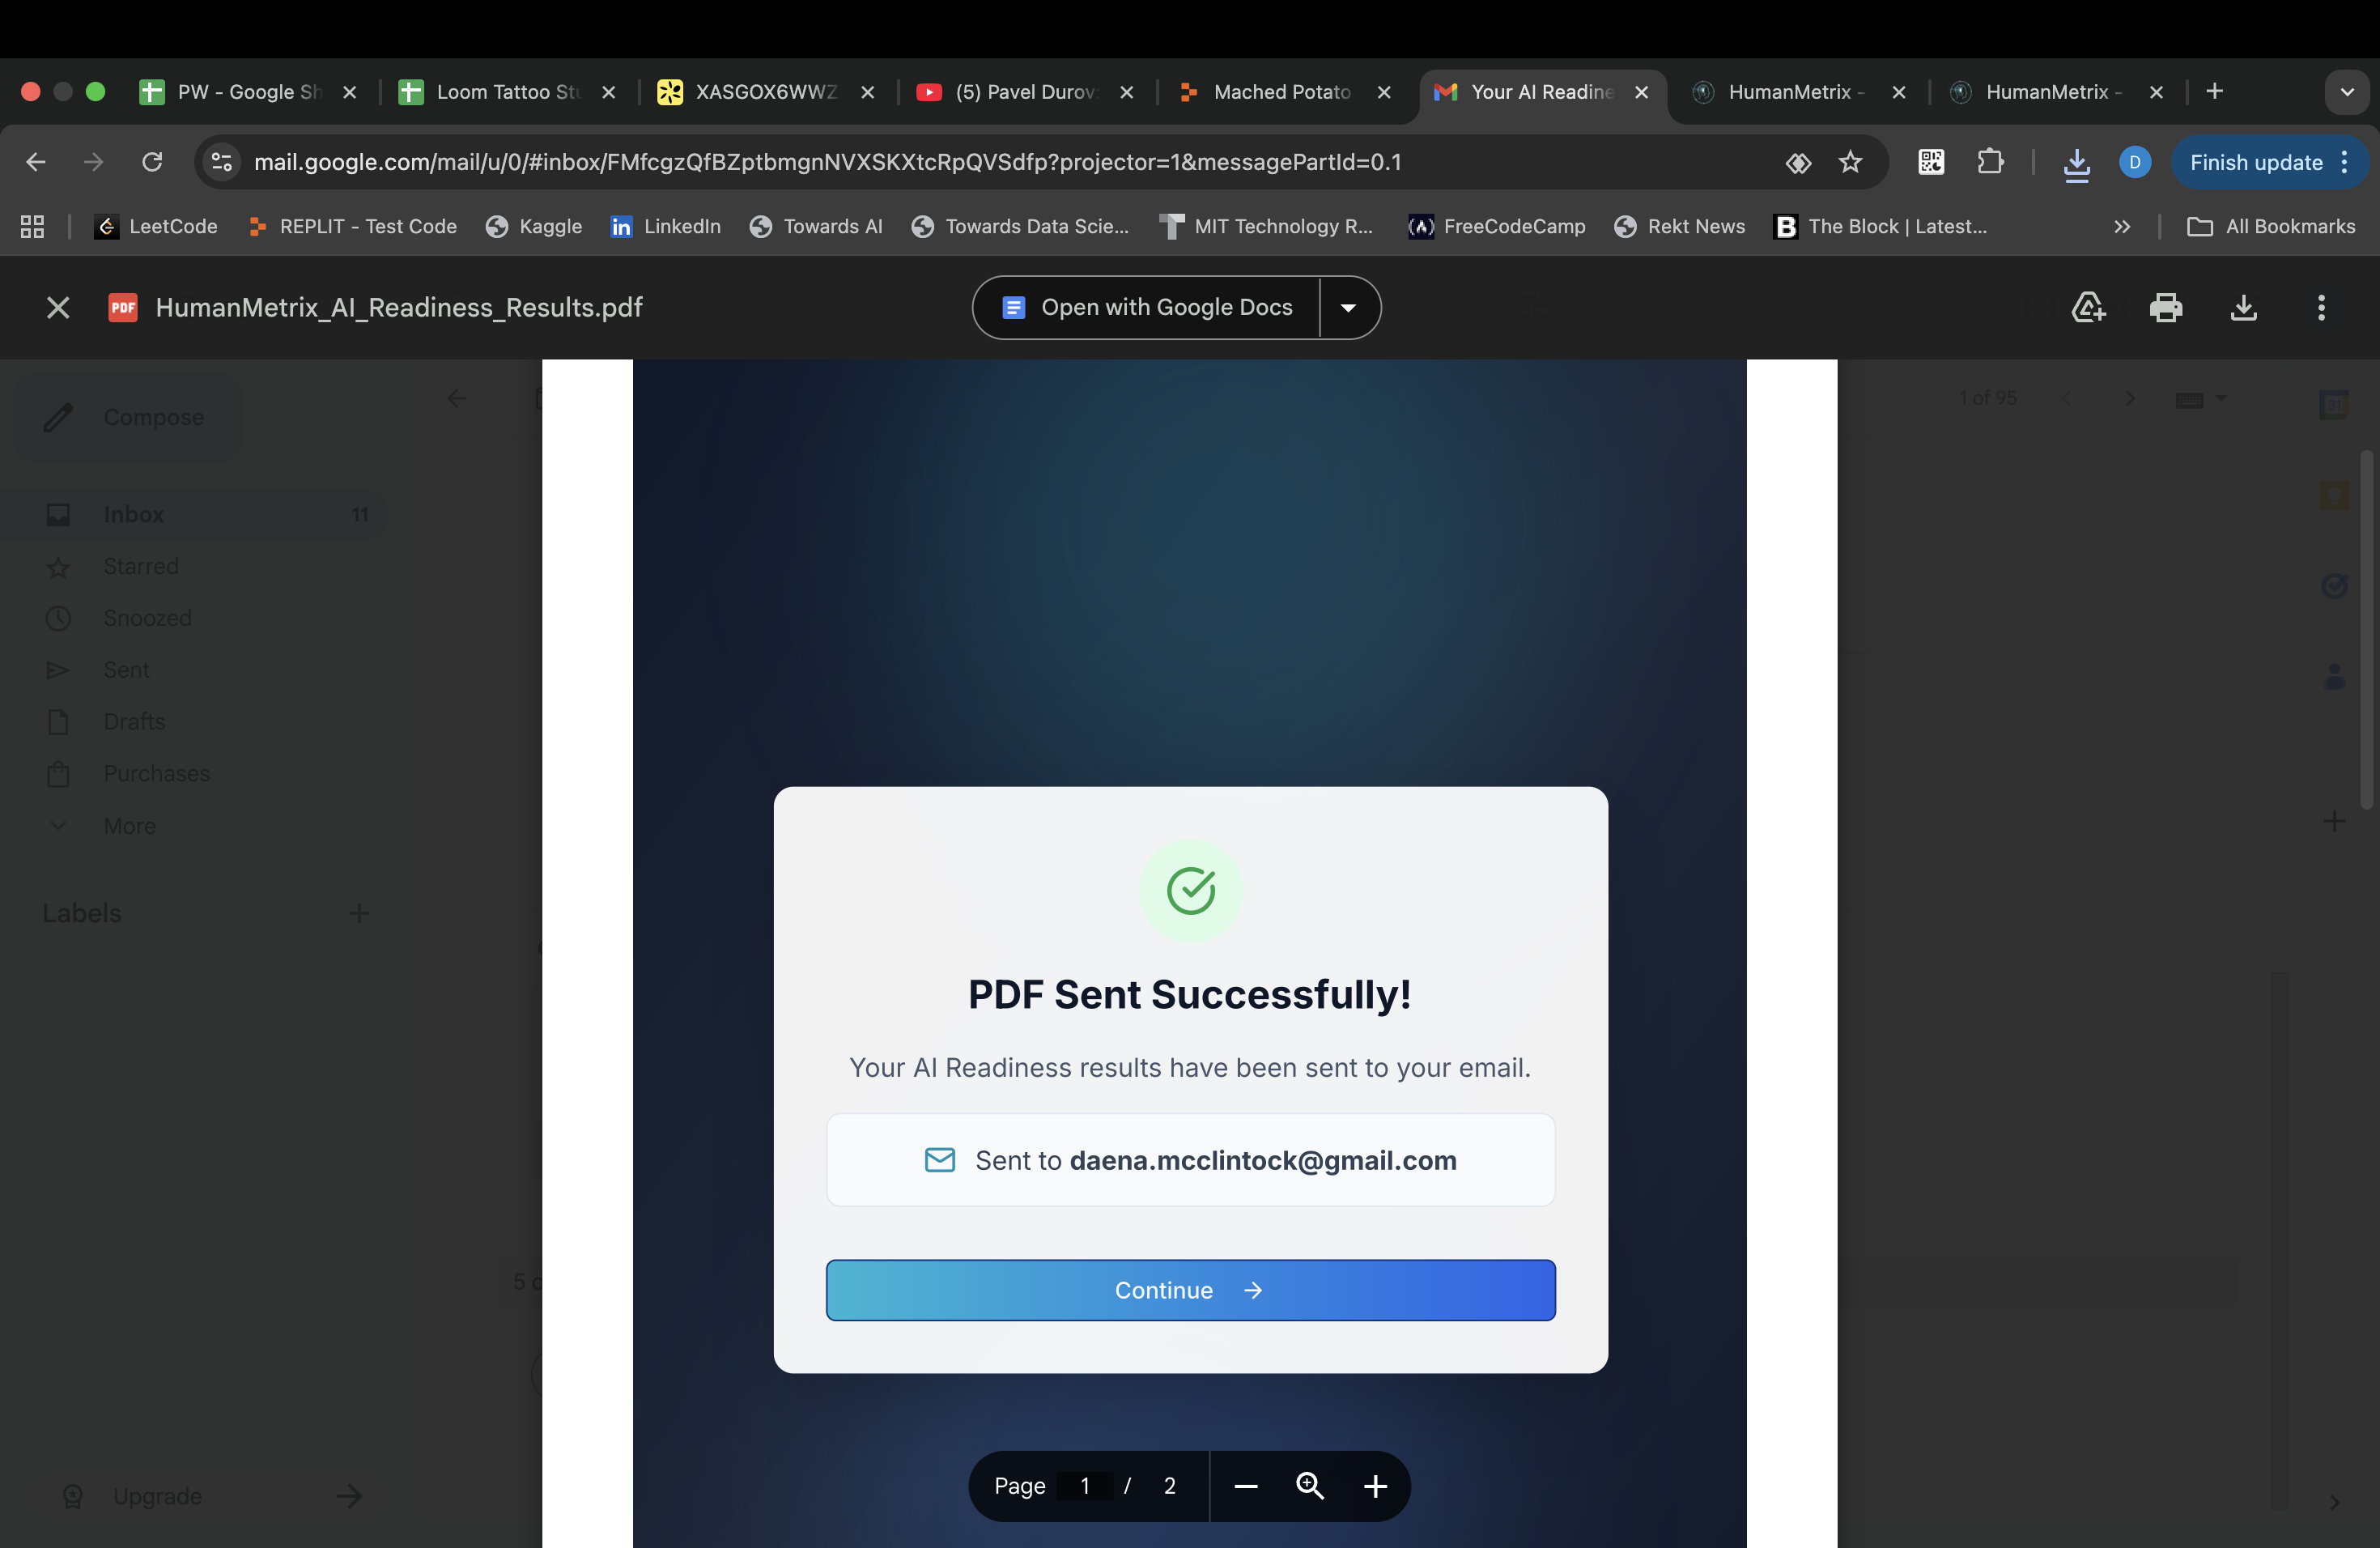 PW - Google Sh
Loom Tattoo Stu
XASGOX6WWZ
(5) Pavel Durov:
Mached Potato
Your AI Readine
HumanMetrix -
HumanMetrix -
mail.google.com/mail/u/0/#inbox/FMfcgzQfBZptbmgnNVXSKXtcRpQVSdfp?projector=1&messagePartId=0.1
D
Finish update
LeetCode
REPLIT - Test Code
Kaggle
LinkedIn
Towards AI
Towards Data Scie...
MIT Technology R...
FreeCodeCamp
Rekt News
The Block | Latest...
All Bookmarks
PDF
HumanMetrix_AI_Readiness_Results.pdf
Open with Google Docs
Compose
1 of 95
31
Inbox
11
Starred
Snoozed
Sent
Drafts
Purchases
More
Labels
PDF Sent Successfully!
Your AI Readiness results have been sent to your email.
Sent to daena.mcclintock@gmail.com
Continue
Page 1 / 2
Upgrade